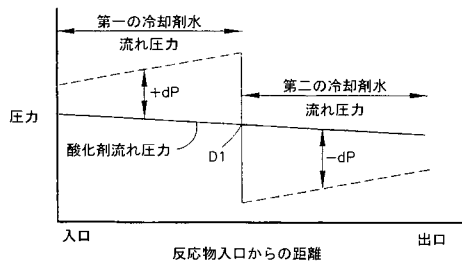 第一の冷却剤水
流れ圧力
+dP
第二の冷却剤水
流れ圧力
圧力
酸化剤流れ圧力
D1
-dP
入口
出口
反応物入口からの距離